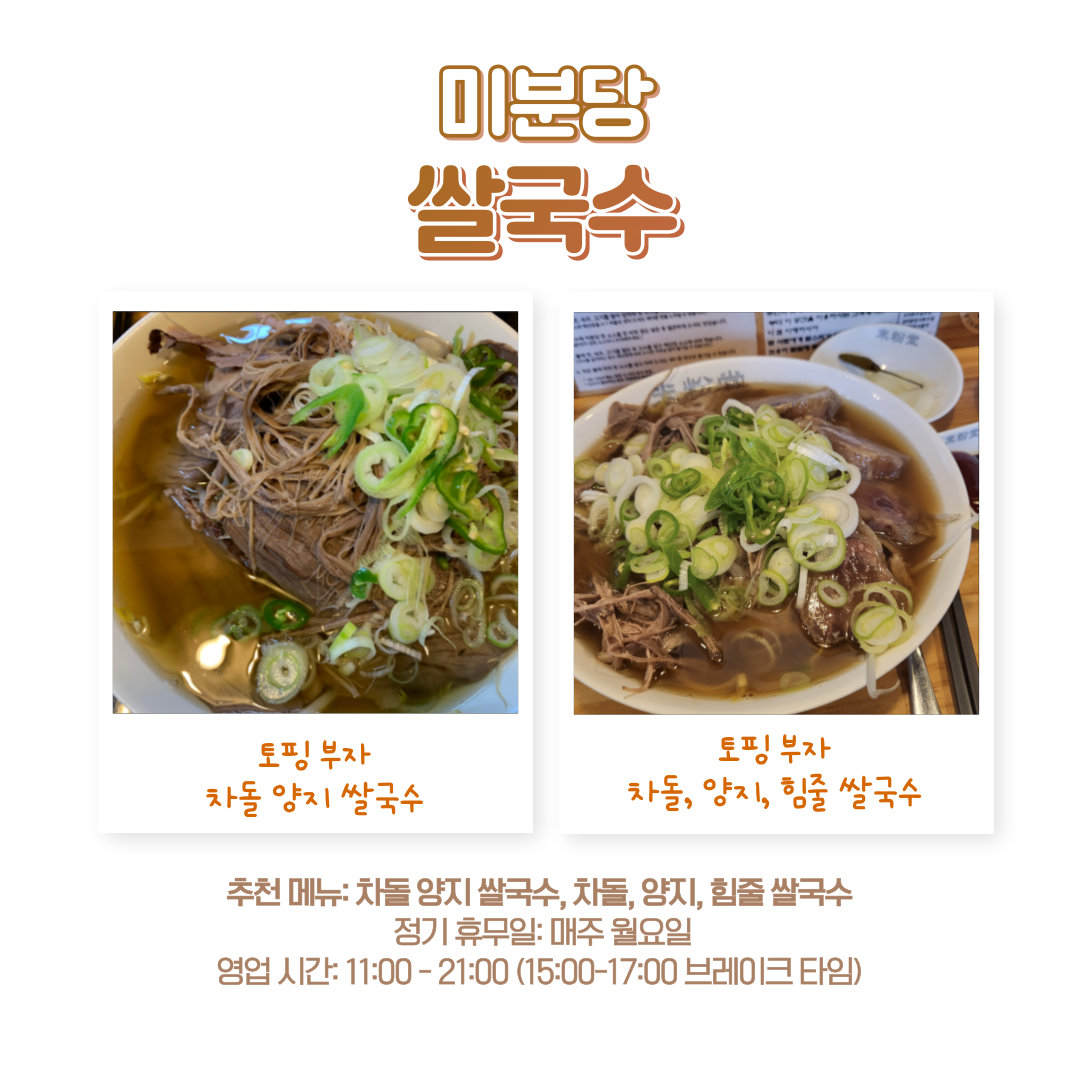 미분당
쌀국수
米粉堂
토핑 부자
차돌 양지 쌀국수
토핑 부자
차돌, 양지, 힘줄 쌀국수
추천 메뉴: 차돌 양지 쌀국수, 차돌, 양지, 힘줄 쌀국수
정기 휴무일: 매주 월요일
영업 시간: 11:00 - 21:00 (15:00-17:00 브레이크 타임)